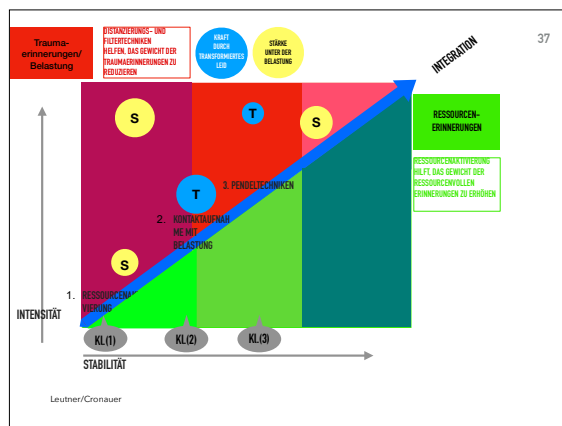 37
Trauma-
erinnerungen/
Belastung
DISTANZIERUNGS- UND
FILTERTECHNIKEN
HELFEN, DAS GEWICHT DER
TRAUMAERINNERUNGEN ZU
REDUZIEREN
KRAFT
DURCH
TRANSFORMIERTES
LEID
STÄRKE
UNTER DER
BELASTUNG
INTEGRATION
S
T
S
RESSOURCEN-
ERINNERUNGEN
RESSOURCENAKTIVIERUNG
HILFT, DAS GEWICHT DER
RESSOURCENVOLLEN
ERINNERUNGEN ZU ERHÖHEN
T
3. PENDELTECHNIKEN
2. KONTAKTAUFNAH
ME MIT
BELASTUNG
S
1. RESSOURCENAK
VIERUNG
INTENSITÄT
KL(1)
KL(2)
KL(3)
STABILITÄT
Leutner/Cronauer